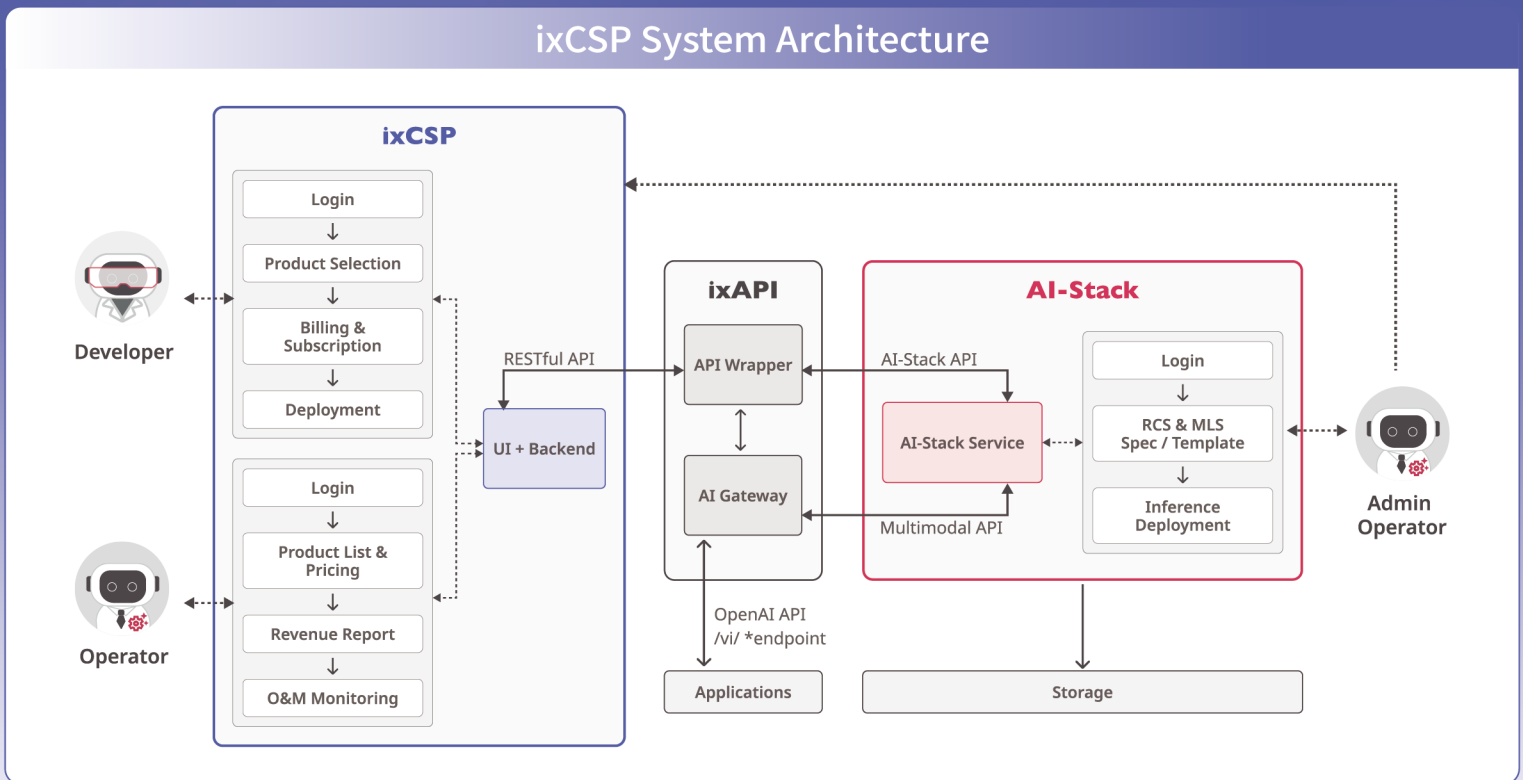 ixCSP System Architecture
ixCSP
Login
Product Selection
Billing &
Subscription
Deployment
Developer
Login
Product List &
Pricing
Revenue Report
O&M Monitoring
Operator
UI + Backend
RESTful API
ixAPI
API Wrapper
AI Gateway
OpenAI API
/vi/ *endpoint
Applications
AI-Stack
AI-Stack API
AI-Stack Service
Multimodal API
Login
RCS & MLS
Spec / Template
Inference
Deployment
Storage
Admin
Operator